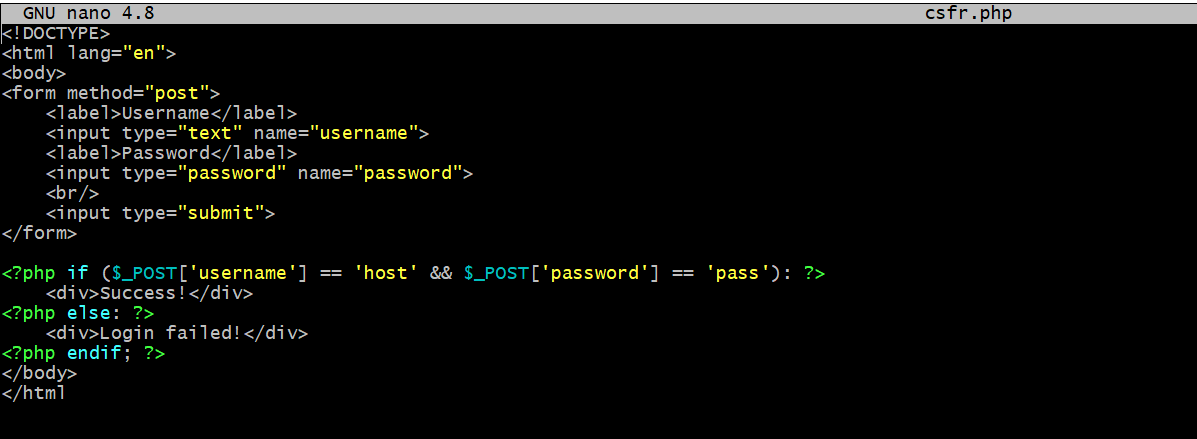 GNU nano 4.8 csfr.php
<!DOCTYPE>
<html lang="en">
<body>
<form method="post">
    <label>Username</label>
    <input type="text" name="username">
    <label>Password</label>
    <input type="password" name="password">
    <br/>
    <input type="submit">
</form>

<?php if ($_POST['username'] == 'host' && $_POST['password'] == 'pass'): ?>
    <div>Success!</div>
<?php else: ?>
    <div>Login failed!</div>
<?php endif; ?>
</body>
</html